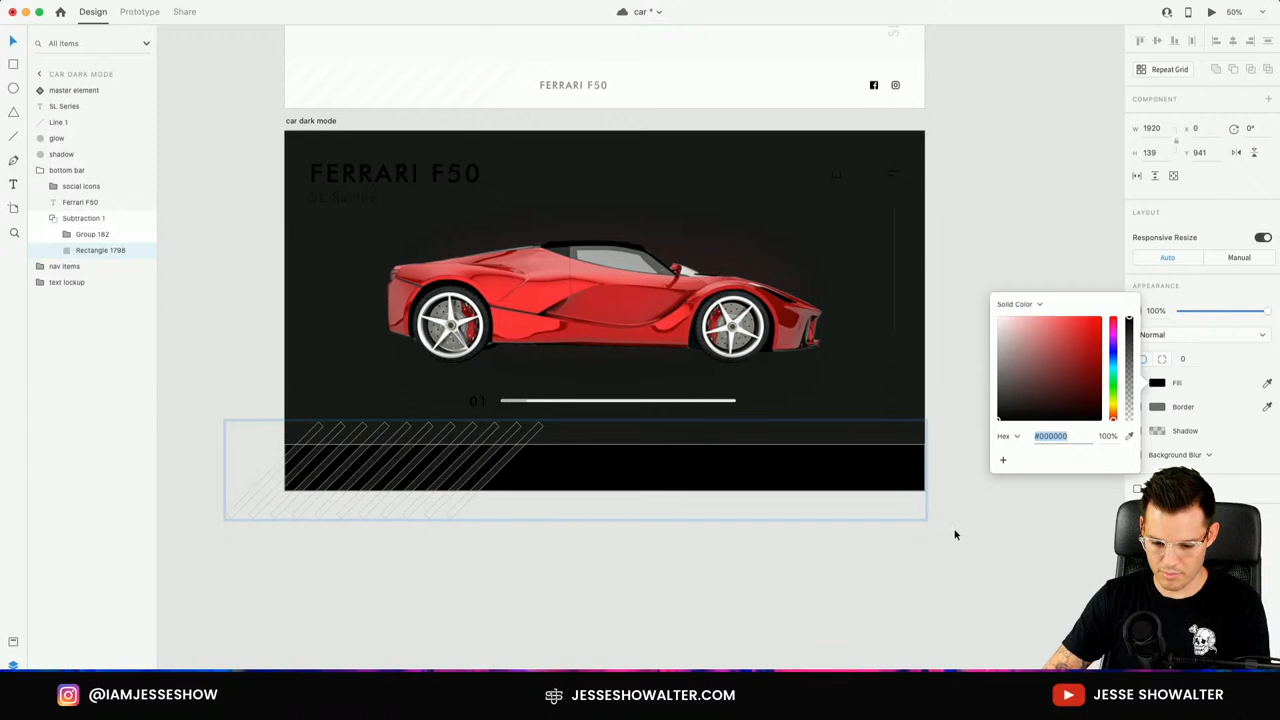 Design
Prototype
Share
car *
50%
All Items
CAR DARK MODE
master element
SL Series
Line 1
glow
shadow
bottom bar
social icons
Ferrari F50
Subtraction 1
Group 182
Rectangle 1798
nav items
text lockup
FERRARI F50
car dark mode
FERRARI F50
SL Series
01
Repeat Grid
COMPONENT
W 1920 X 0 0°
H 139 Y 941
LAYOUT
Responsive Resize
Auto Manual
APPEARANCE
100%
Normal
0
Fill
Border
Shadow
Background Blur
Solid Color
Hex #000000 100%
@IAMJESSESHOW
JESSESHOWALTER.COM
JESSE SHOWALTER